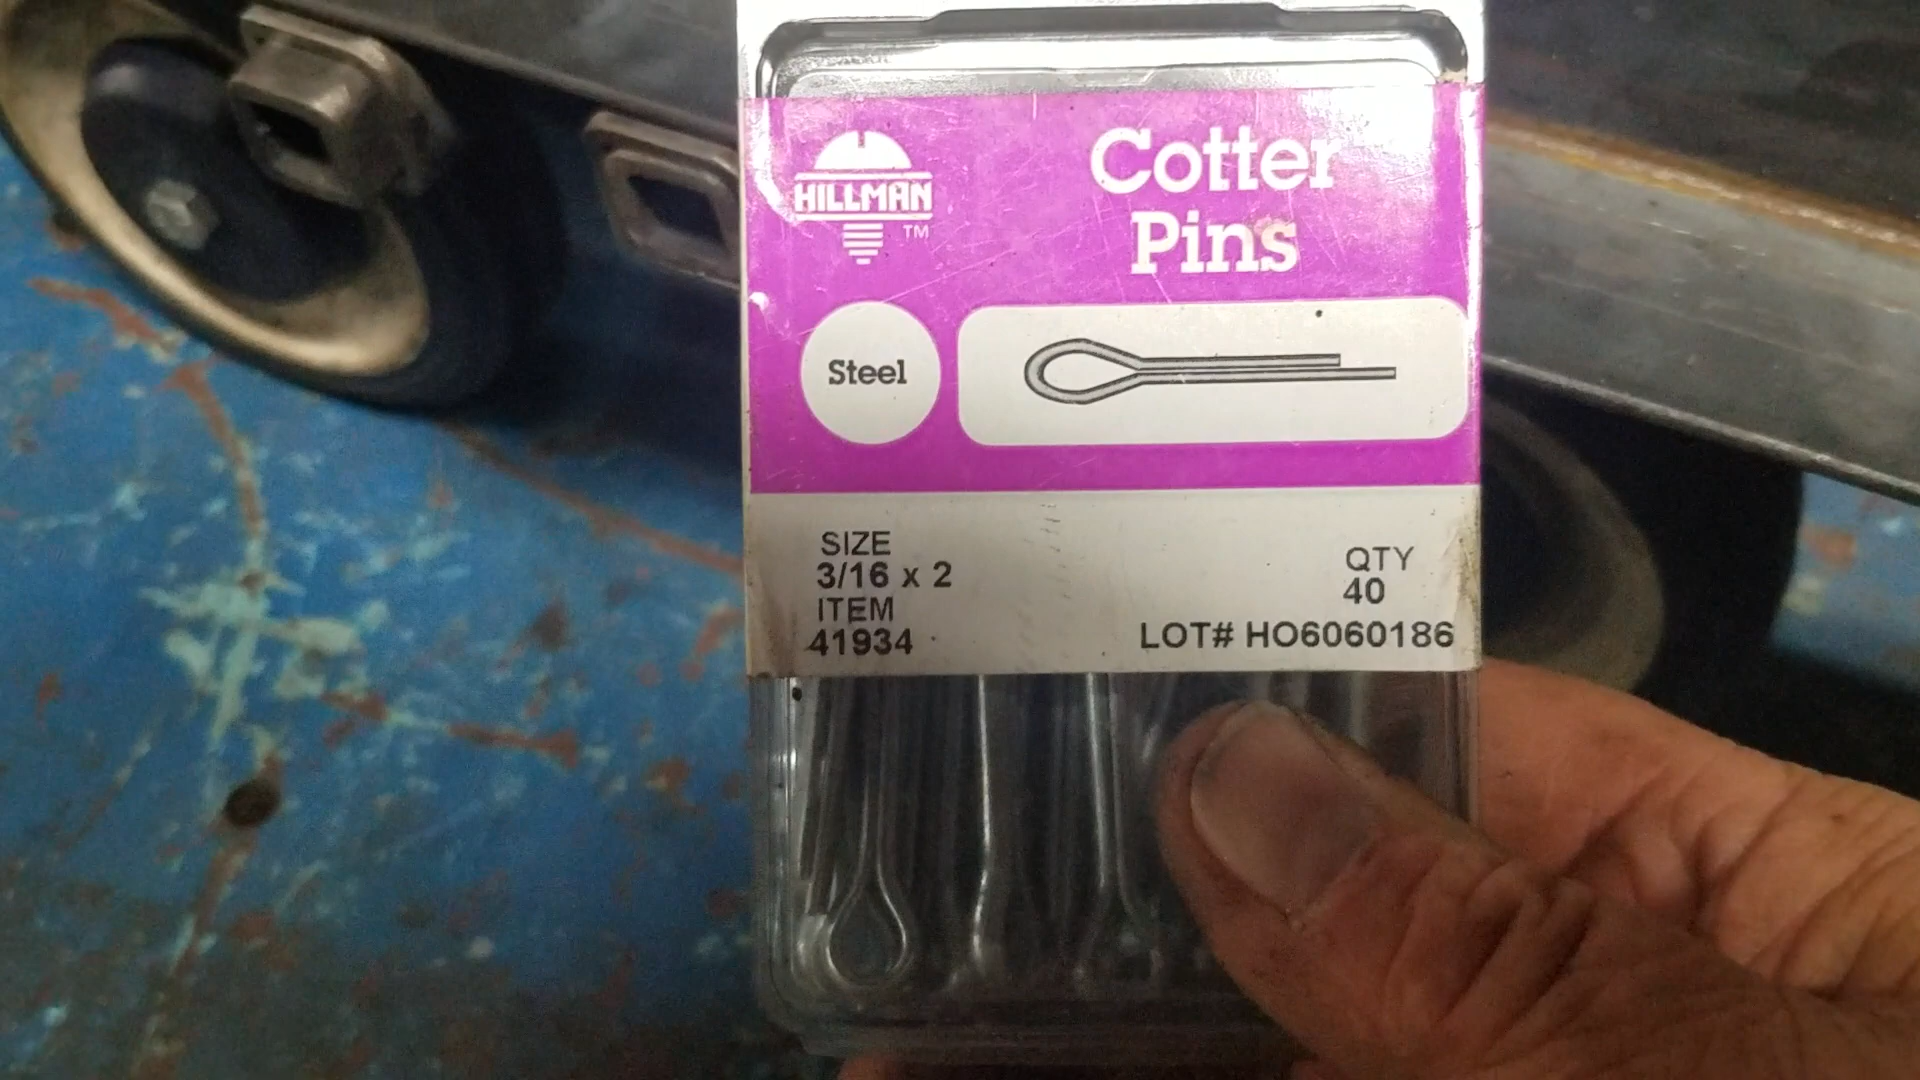 HILLMAN
TM
Cotter
Pins
Steel
SIZE
3/16 x 2
ITEM
41934
QTY
40
LOT# HO6060186